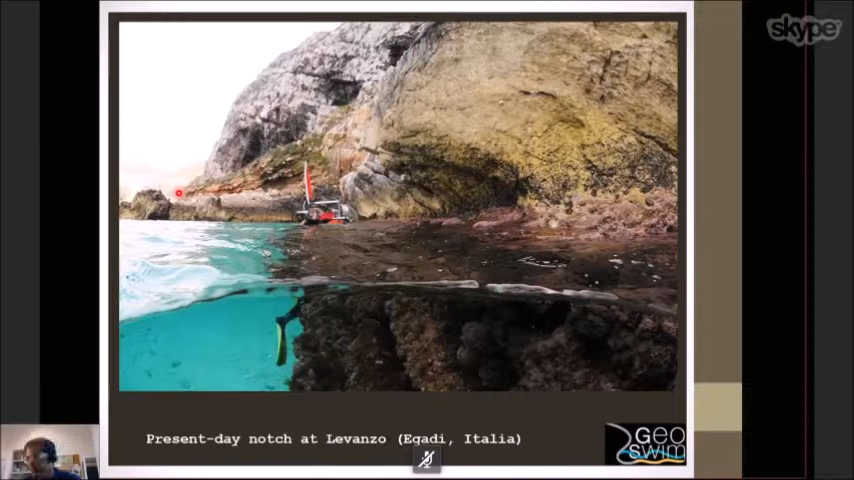 skype
Present-day notch at Levanzo (Egadi, Italia)
GEO
SWIM